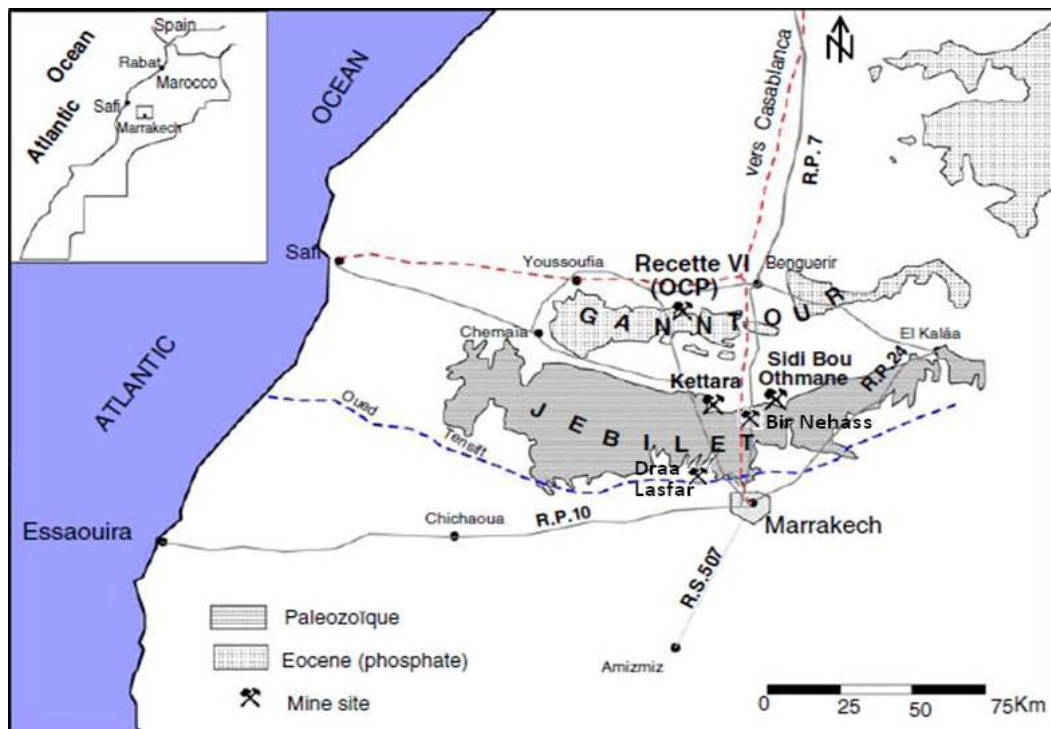 Spain
Ocean
Rabat
Marocco
Safi
Marrakech
Atlantic
OCEAN
ATLANTIC
N
vers Casablanca
R.P.7
Safi
Youssoufia
Recette VI
(OCP)
Benguerir
GANNTOUR
Chemaïa
El Kalâa
Sidi Bou
Othmane
R.P.24
Kettara
Bir Nehass
JEBILET
Oued
Tensift
Draa
Lasfar
Marrakech
Essaouira
Chichaoua
R.P.10
R.S.507
Amizmiz
Paleozoïque
Eocene (phosphate)
Mine site
0 25 50 75Km